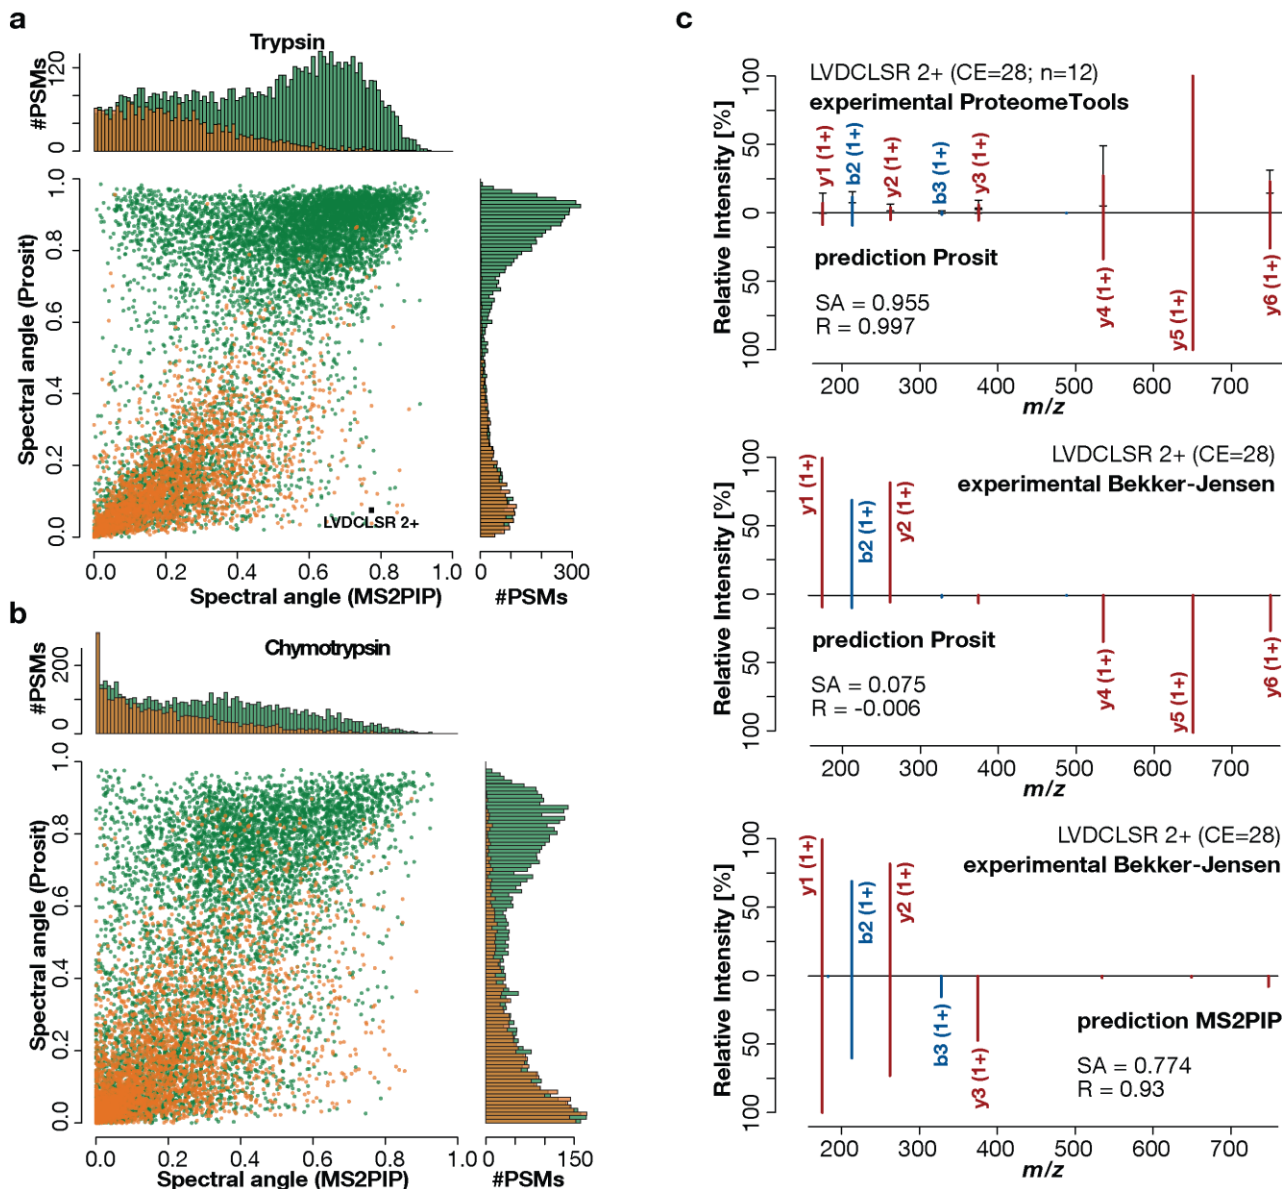 a
Trypsin
#PSMs
0
120
Spectral angle (Prosit)
0.0
0.2
0.4
0.6
0.8
1.0
LVDCLSR 2+
0.0 0.2 0.4 0.6 0.8 1.0
Spectral angle (MS2PIP)
0 300
#PSMs
b
Chymotrypsin
#PSMs
0
200
Spectral angle (Prosit)
0.0
0.2
0.4
0.6
0.8
1.0
0.0 0.2 0.4 0.6 0.8 1.0
Spectral angle (MS2PIP)
0 150
#PSMs
c
LVDCLSR 2+ (CE=28; n=12)
experimental ProteomeTools
Relative Intensity [%]
100
50
0
50
100
y1 (1+)
b2 (1+)
y2 (1+)
b3 (1+)
y3 (1+)
y4 (1+)
y5 (1+)
y6 (1+)
prediction Prosit
SA = 0.955
R = 0.997
200 300 400 500 600 700
m/z
LVDCLSR 2+ (CE=28)
experimental Bekker-Jensen
Relative Intensity [%]
100
50
0
50
100
y1 (1+)
b2 (1+)
y2 (1+)
y4 (1+)
y5 (1+)
y6 (1+)
prediction Prosit
SA = 0.075
R = -0.006
200 300 400 500 600 700
m/z
LVDCLSR 2+ (CE=28)
experimental Bekker-Jensen
Relative Intensity [%]
100
50
0
50
100
y1 (1+)
b2 (1+)
y2 (1+)
b3 (1+)
y3 (1+)
prediction MS2PIP
SA = 0.774
R = 0.93
200 300 400 500 600 700
m/z